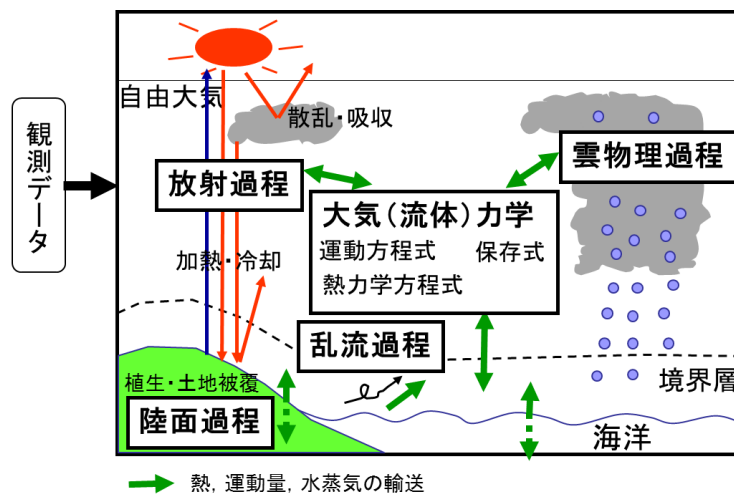 自由大気
散乱・吸収
観測データ
放射過程
雲物理過程
大気(流体)力学
運動方程式 保存式
熱力学方程式
加熱・冷却
乱流過程
境界層
植生・土地被覆
陸面過程
海洋
熱, 運動量, 水蒸気の輸送